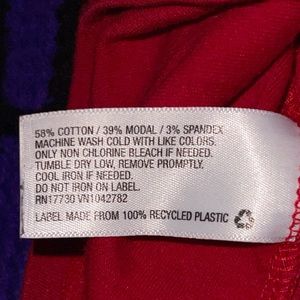 58% COTTON / 39% MODAL / 3% SPANDEX
MACHINE WASH COLD WITH LIKE COLORS.
ONLY NON CHLORINE BLEACH IF NEEDED.
TUMBLE DRY LOW, REMOVE PROMPTLY.
COOL IRON IF NEEDED.
DO NOT IRON ON LABEL.
RN17730 VN1042782
LABEL MADE FROM 100% RECYCLED PLASTIC